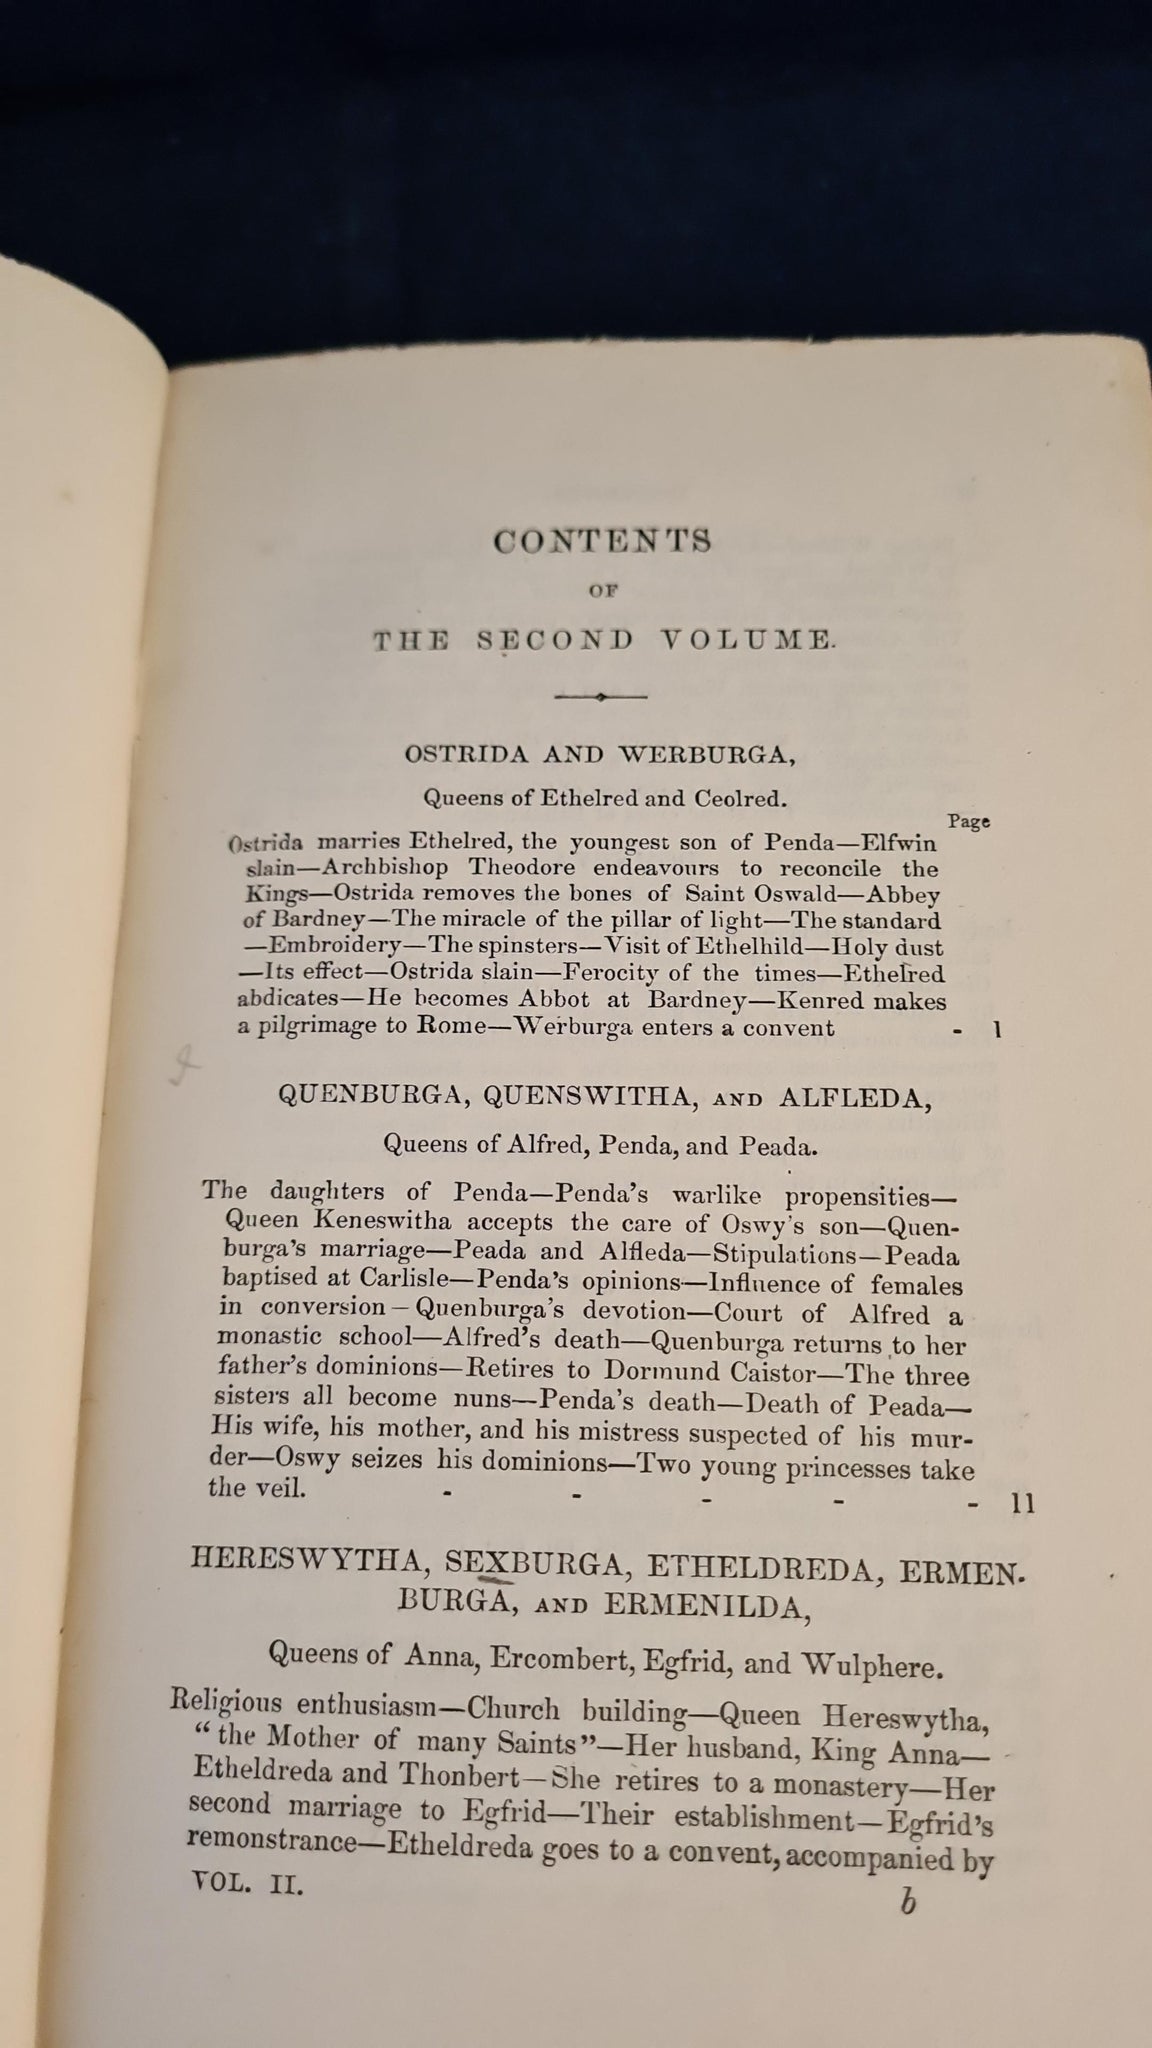 CONTENTS
OF
THE SECOND VOLUME.
OSTRIDA AND WERBURGA,
Queens of Ethelred and Ceolred.
Page
Ostrida marries Ethelred, the youngest son of Penda—Elfwin
slain—Archbishop Theodore endeavours to reconcile the
Kings—Ostrida removes the bones of Saint Oswald—Abbey
of Bardney—The miracle of the pillar of light—The standard
—Embroidery—The spinsters—Visit of Ethelhild—Holy dust
—Its effect—Ostrida slain—Ferocity of the times—Ethelred
abdicates—He becomes Abbot at Bardney—Kenred makes
a pilgrimage to Rome—Werburga enters a convent - 1
QUENBURGA, QUENSWITHA, AND ALFLEDA,
Queens of Alfred, Penda, and Peada.
The daughters of Penda—Penda's warlike propensities—
Queen Keneswitha accepts the care of Oswy's son—Quen-
burga's marriage—Peada and Alfleda—Stipulations—Peada
baptised at Carlisle—Penda's opinions—Influence of females
in conversion—Quenburga's devotion—Court of Alfred a
monastic school—Alfred's death—Quenburga returns to her
father's dominions—Retires to Dormund Caistor—The three
sisters all become nuns—Penda's death—Death of Peada—
His wife, his mother, and his mistress suspected of his mur-
der—Oswy seizes his dominions—Two young princesses take
the veil. - - - - - 11
HERESWYTHA, SEXBURGA, ETHELDREDA, ERMEN-
BURGA, AND ERMENILDA,
Queens of Anna, Ercombert, Egfrid, and Wulphere.
Religious enthusiasm—Church building—Queen Hereswytha,
"the Mother of many Saints"—Her husband, King Anna—
Etheldreda and Thonbert—She retires to a monastery—Her
second marriage to Egfrid—Their establishment—Egfrid's
remonstrance—Etheldreda goes to a convent, accompanied by
VOL. II. b